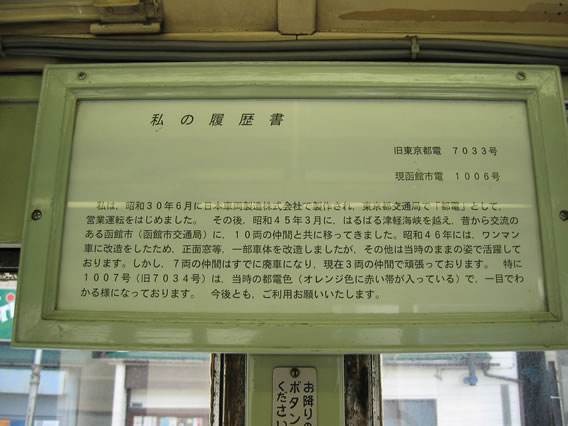 私の履歴書
旧東京都電　7033号
現函館市電　1006号
私は、昭和30年6月に日本車両製造株式会社で製作され、東京都交通局で「都電」として、
営業運転をはじめました。　その後、昭和45年3月に、はるばる津軽海峡を越え、昔から交流の
ある函館市（函館市交通局）に、10両の仲間と共に移ってきました。昭和46年には、ワンマン
車に改造をしたため、正面窓等、一部車体を改造しましたが、その他は当時のままの姿で活躍して
おります。しかし、7両の仲間はすでに廃車になり、現在3両の仲間で頑張っております。　特に
1007号（旧7034号）は、当時の都電色（オレンジ色に赤い帯が入っている）で、一目でわ
かる様になっております。　今後とも、ご利用お願いいたします。
お降りの
ボタン
ください